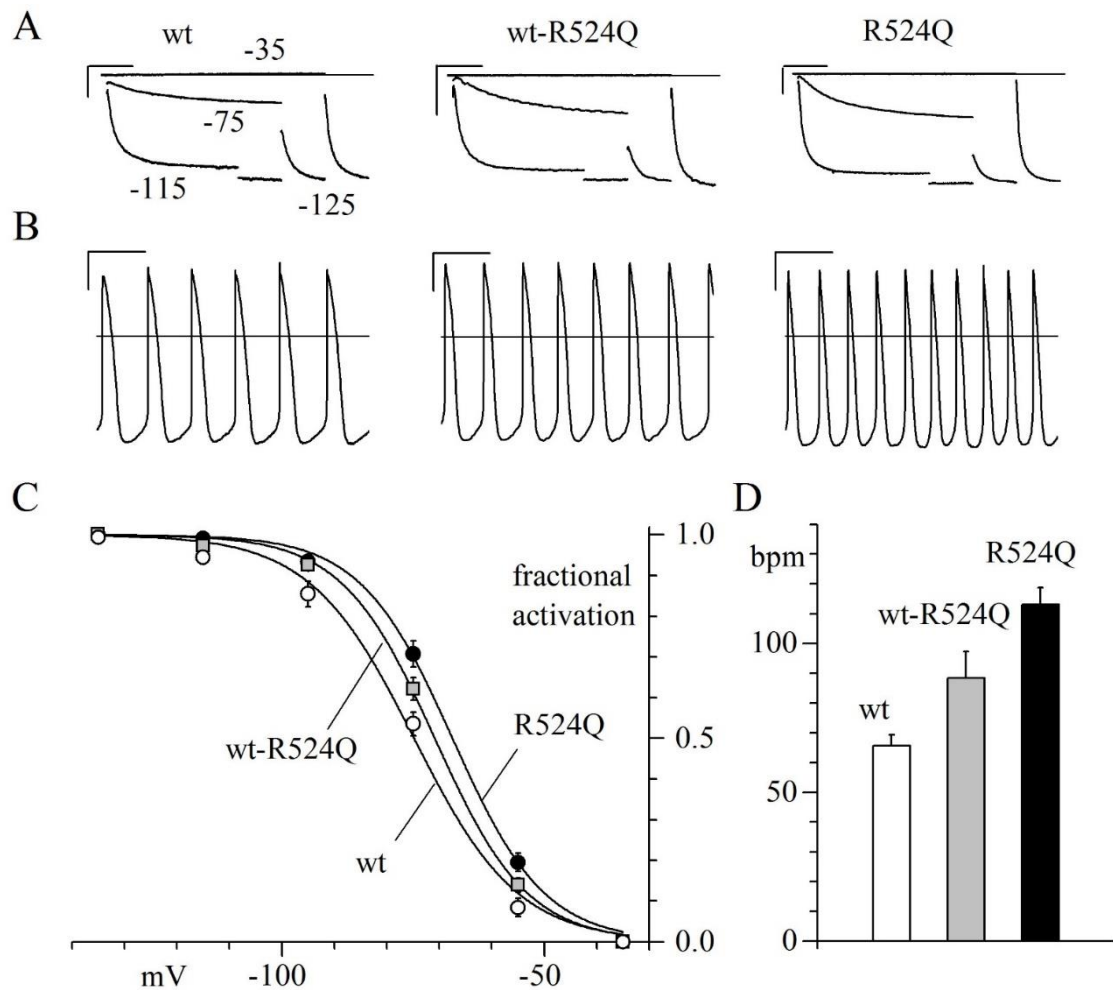 A
wt
wt-R524Q
R524Q
-35
-75
-115
-125
B
C
1.0
fractional
activation
wt-R524Q
R524Q
0.5
wt
0.0
mV
-100
-50
D
bpm
R524Q
wt-R524Q
100
wt
50
0